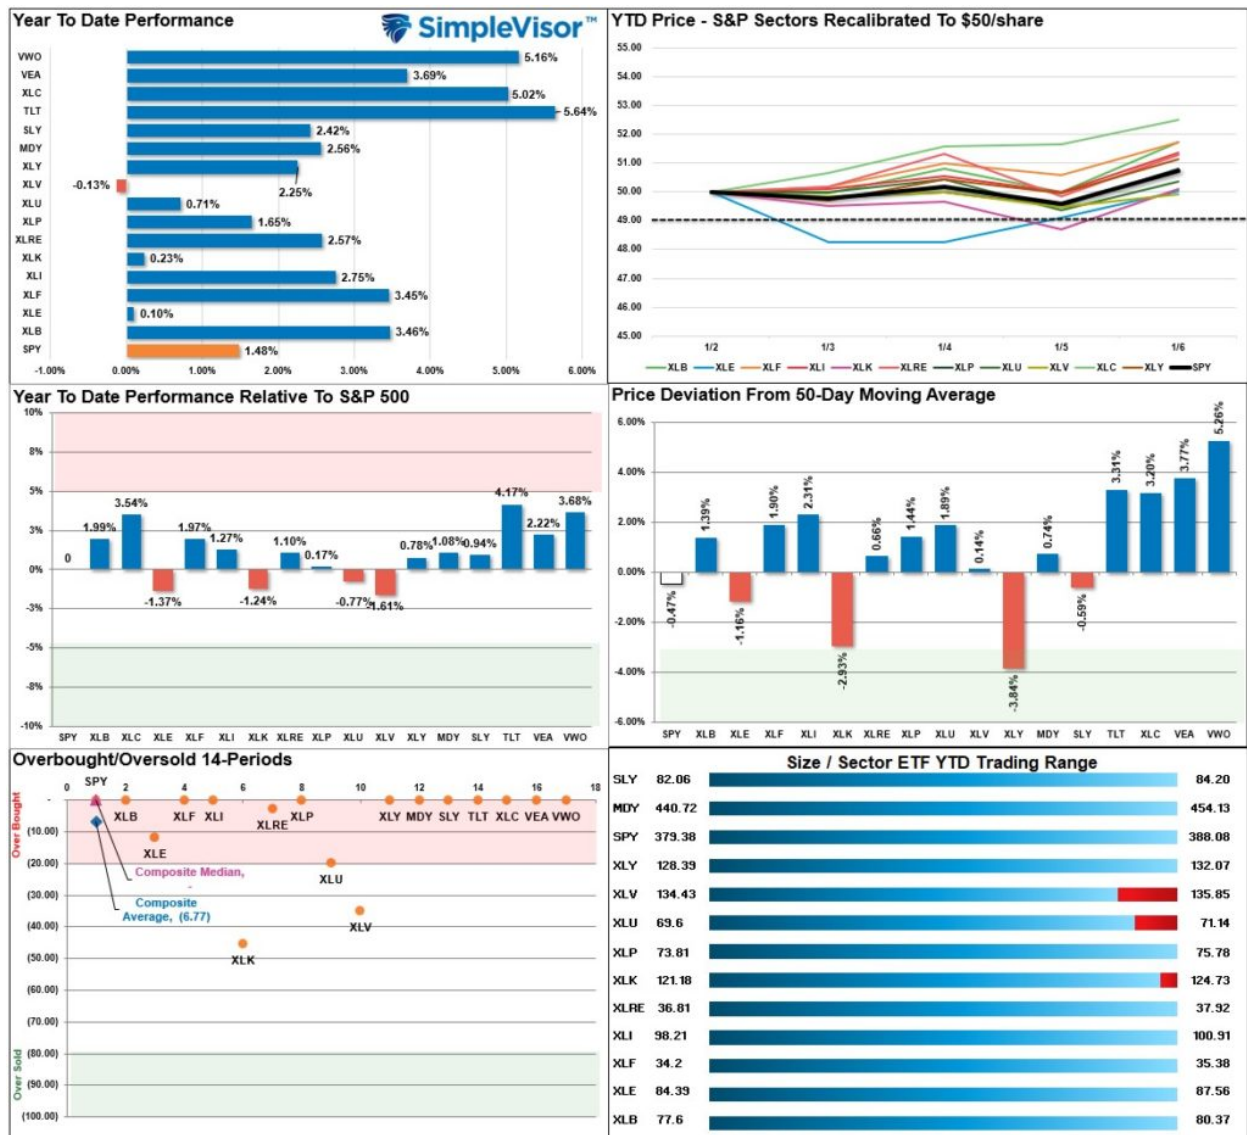 Year To Date Performance
SimpleVisor™
VWO 5.16%
VEA 3.69%
XLC 5.02%
TLT 5.64%
SLY 2.42%
MDY 2.56%
XLY 2.25%
XLV -0.13%
XLU 0.71%
XLP 1.65%
XLRE 2.57%
XLK 0.23%
XLI 2.75%
XLF 3.45%
XLE 0.10%
XLB 3.46%
SPY 1.48%
-1.00% 0.00% 1.00% 2.00% 3.00% 4.00% 5.00% 6.00%
YTD Price - S&P Sectors Recalibrated To $50/share
55.00
54.00
53.00
52.00
51.00
50.00
49.00
48.00
47.00
46.00
45.00
1/2 1/3 1/4 1/5 1/6
XLB XLE XLF XLI XLK XLRE XLP XLU XLV XLC XLY SPY
Year To Date Performance Relative To S&P 500
10%
8%
5%
3%
0%
-3%
-5%
-8%
-10%
0 1.99% 3.54% -1.37% 1.97% 1.27% -1.24% 1.10% 0.17% -0.77% -1.61% 0.78% 1.08% 0.94% 4.17% 2.22% 3.68%
SPY XLB XLC XLE XLF XLI XLK XLRE XLP XLU XLV XLY MDY SLY TLT VEA VWO
Price Deviation From 50-Day Moving Average
6.00%
4.00%
2.00%
0.00%
-2.00%
-4.00%
-6.00%
-0.47% 1.39% -1.16% 1.90% 2.31% -2.93% 0.66% 1.44% 1.89% 0.14% -3.84% 0.74% -0.59% 3.31% 3.20% 3.77% 5.26%
SPY XLB XLE XLF XLI XLK XLRE XLP XLU XLV XLY MDY SLY TLT XLC VEA VWO
Overbought/Oversold 14-Periods
0 2 4 6 8 10 12 14 16 18
Over Bought
Over Sold
-
(10.00)
(20.00)
(30.00)
(40.00)
(50.00)
(60.00)
(70.00)
(80.00)
(90.00)
(100.00)
SPY
XLB XLF XLI XLP XLY MDY SLY TLT XLC VEA VWO
XLRE
XLE
XLU
XLV
XLK
Composite Median,
-
Composite
Average, (6.77)
Size / Sector ETF YTD Trading Range
SLY 82.06 84.20
MDY 440.72 454.13
SPY 379.38 388.08
XLY 128.39 132.07
XLV 134.43 135.85
XLU 69.6 71.14
XLP 73.81 75.78
XLK 121.18 124.73
XLRE 36.81 37.92
XLI 98.21 100.91
XLF 34.2 35.38
XLE 84.39 87.56
XLB 77.6 80.37